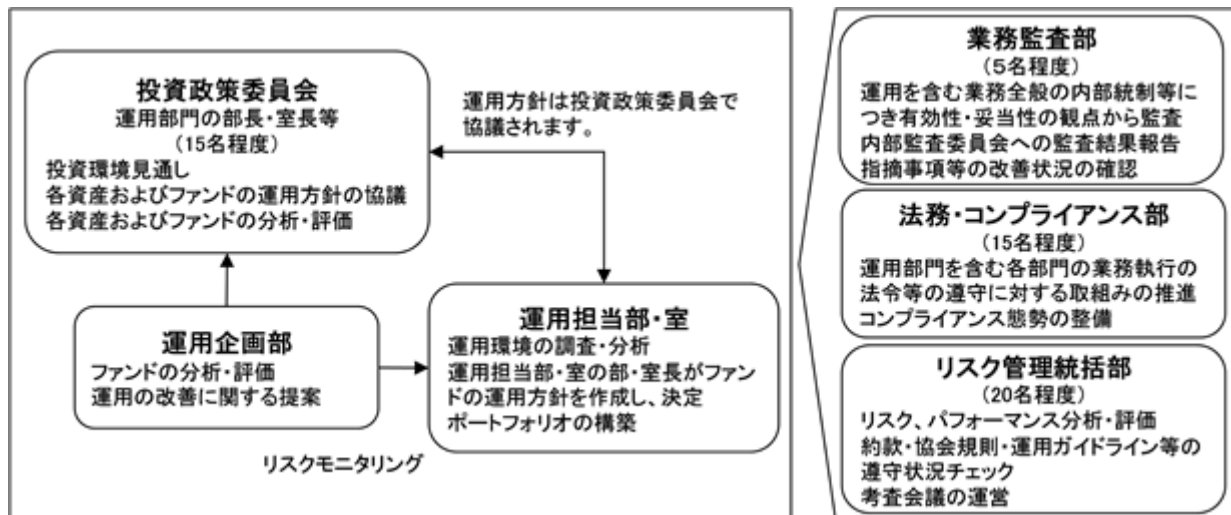 投資政策委員会
運用部門の部長・室長等
(15名程度)
投資環境見通し
各資産およびファンドの運用方針の協議
各資産およびファンドの分析・評価
運用方針は投資政策委員会で
協議されます。
運用企画部
ファンドの分析・評価
運用の改善に関する提案
運用担当部・室
運用環境の調査・分析
運用担当部・室の部・室長がファン
ドの運用方針を作成し、決定
ポートフォリオの構築
リスクモニタリング
業務監査部
(5名程度)
運用を含む業務全般の内部統制等に
つき有効性・妥当性の観点から監査
内部監査委員会への監査結果報告
指摘事項等の改善状況の確認
法務・コンプライアンス部
(15名程度)
運用部門を含む各部門の業務執行の
法令等の遵守に対する取組みの推進
コンプライアンス態勢の整備
リスク管理統括部
(20名程度)
リスク、パフォーマンス分析・評価
約款・協会規則・運用ガイドライン等の
遵守状況チェック
考査会議の運営